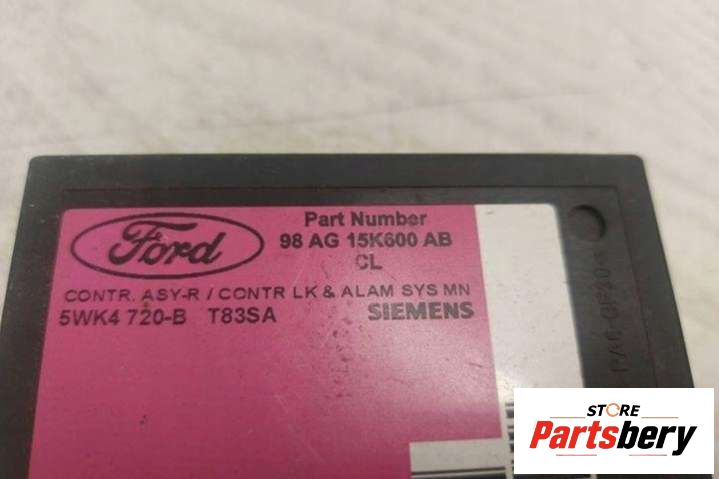 Ford
Part Number
98 AG 15K600 AB
CL
CONTR. ASY-R / CONTR LK & ALAM SYS MN
5WK4 720-B T83SA SIEMENS
STORE
Partsbery